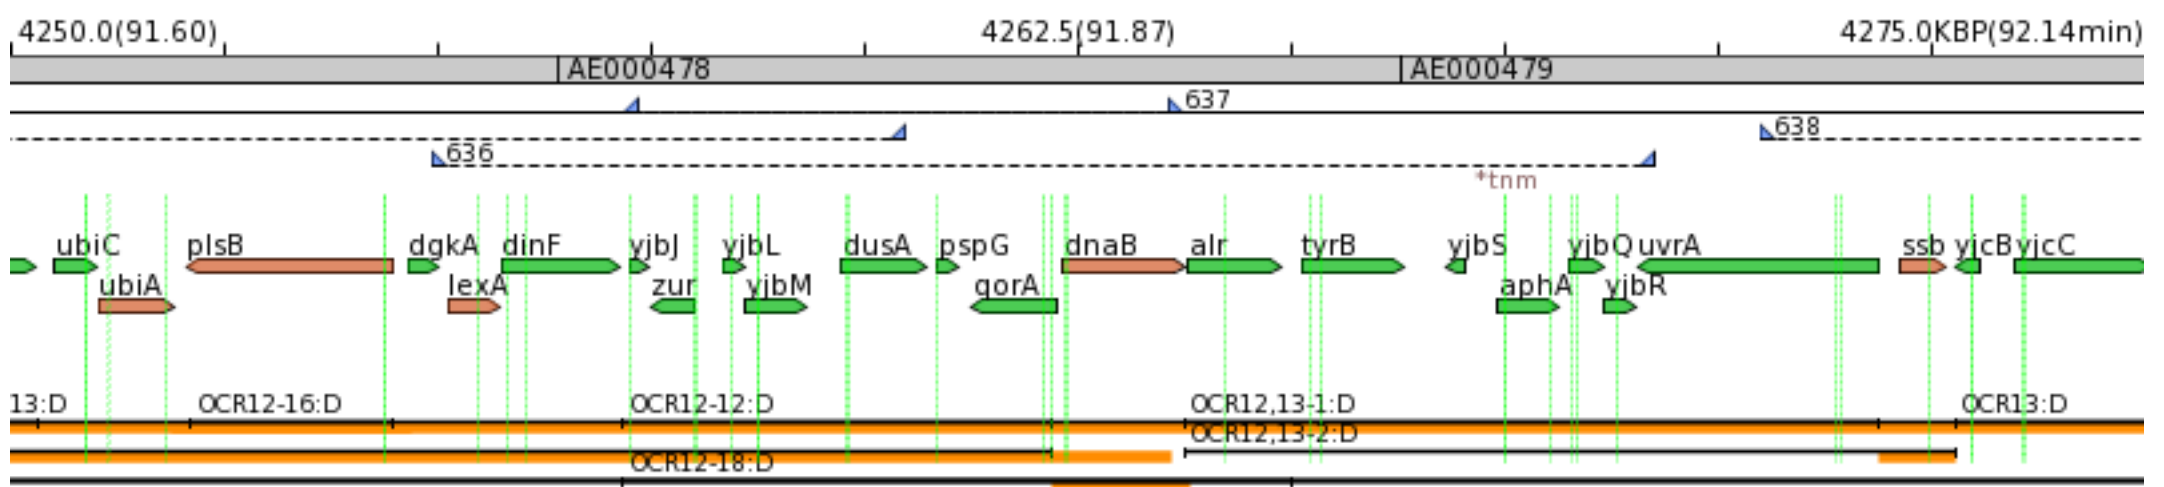 4250.0(91.60) 4262.5(91.87) 4275.0KBP(92.14min)
AE000478 AE000479
637
638
636
*tnm
ubiC plsB dgkA dinF yjbJ yjbL dusA pspG dnaB alr tyrB yjbS yjbQ uvrA ssb yjcB yjcC
ubiA lexA zur yjbM gorA aphA yjbR
13:D OCR12-16:D OCR12-12:D OCR12,13-1:D OCR13:D
OCR12,13-2:D
OCR12-18:D